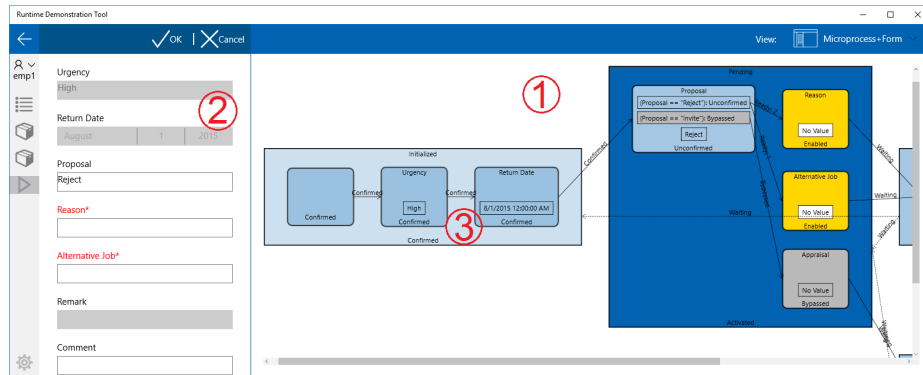 Runtime Demonstration Tool
OK
Cancel
View:
Microprocess+Form
emp1
Urgency
High
Return Date
August 1 2015
Proposal
Reject
Reason*
Alternative Job*
Remark
Comment
1
2
3
Initialized
Confirmed
Confirmed
Urgency
High
Confirmed
Confirmed
Return Date
8/1/2015 12:00:00 AM
Confirmed
Confirmed
Confirmed
Pending
Proposal
(Proposal == "Reject"): Unconfirmed
(Proposal == "Invite"): Bypassed
Reject
Unconfirmed
Ready
Ready
Bypassed
Waiting
Reason
No Value
Enabled
Waiting
Alternative Job
No Value
Enabled
Waiting
Waiting
Appraisal
No Value
Bypassed
Activated